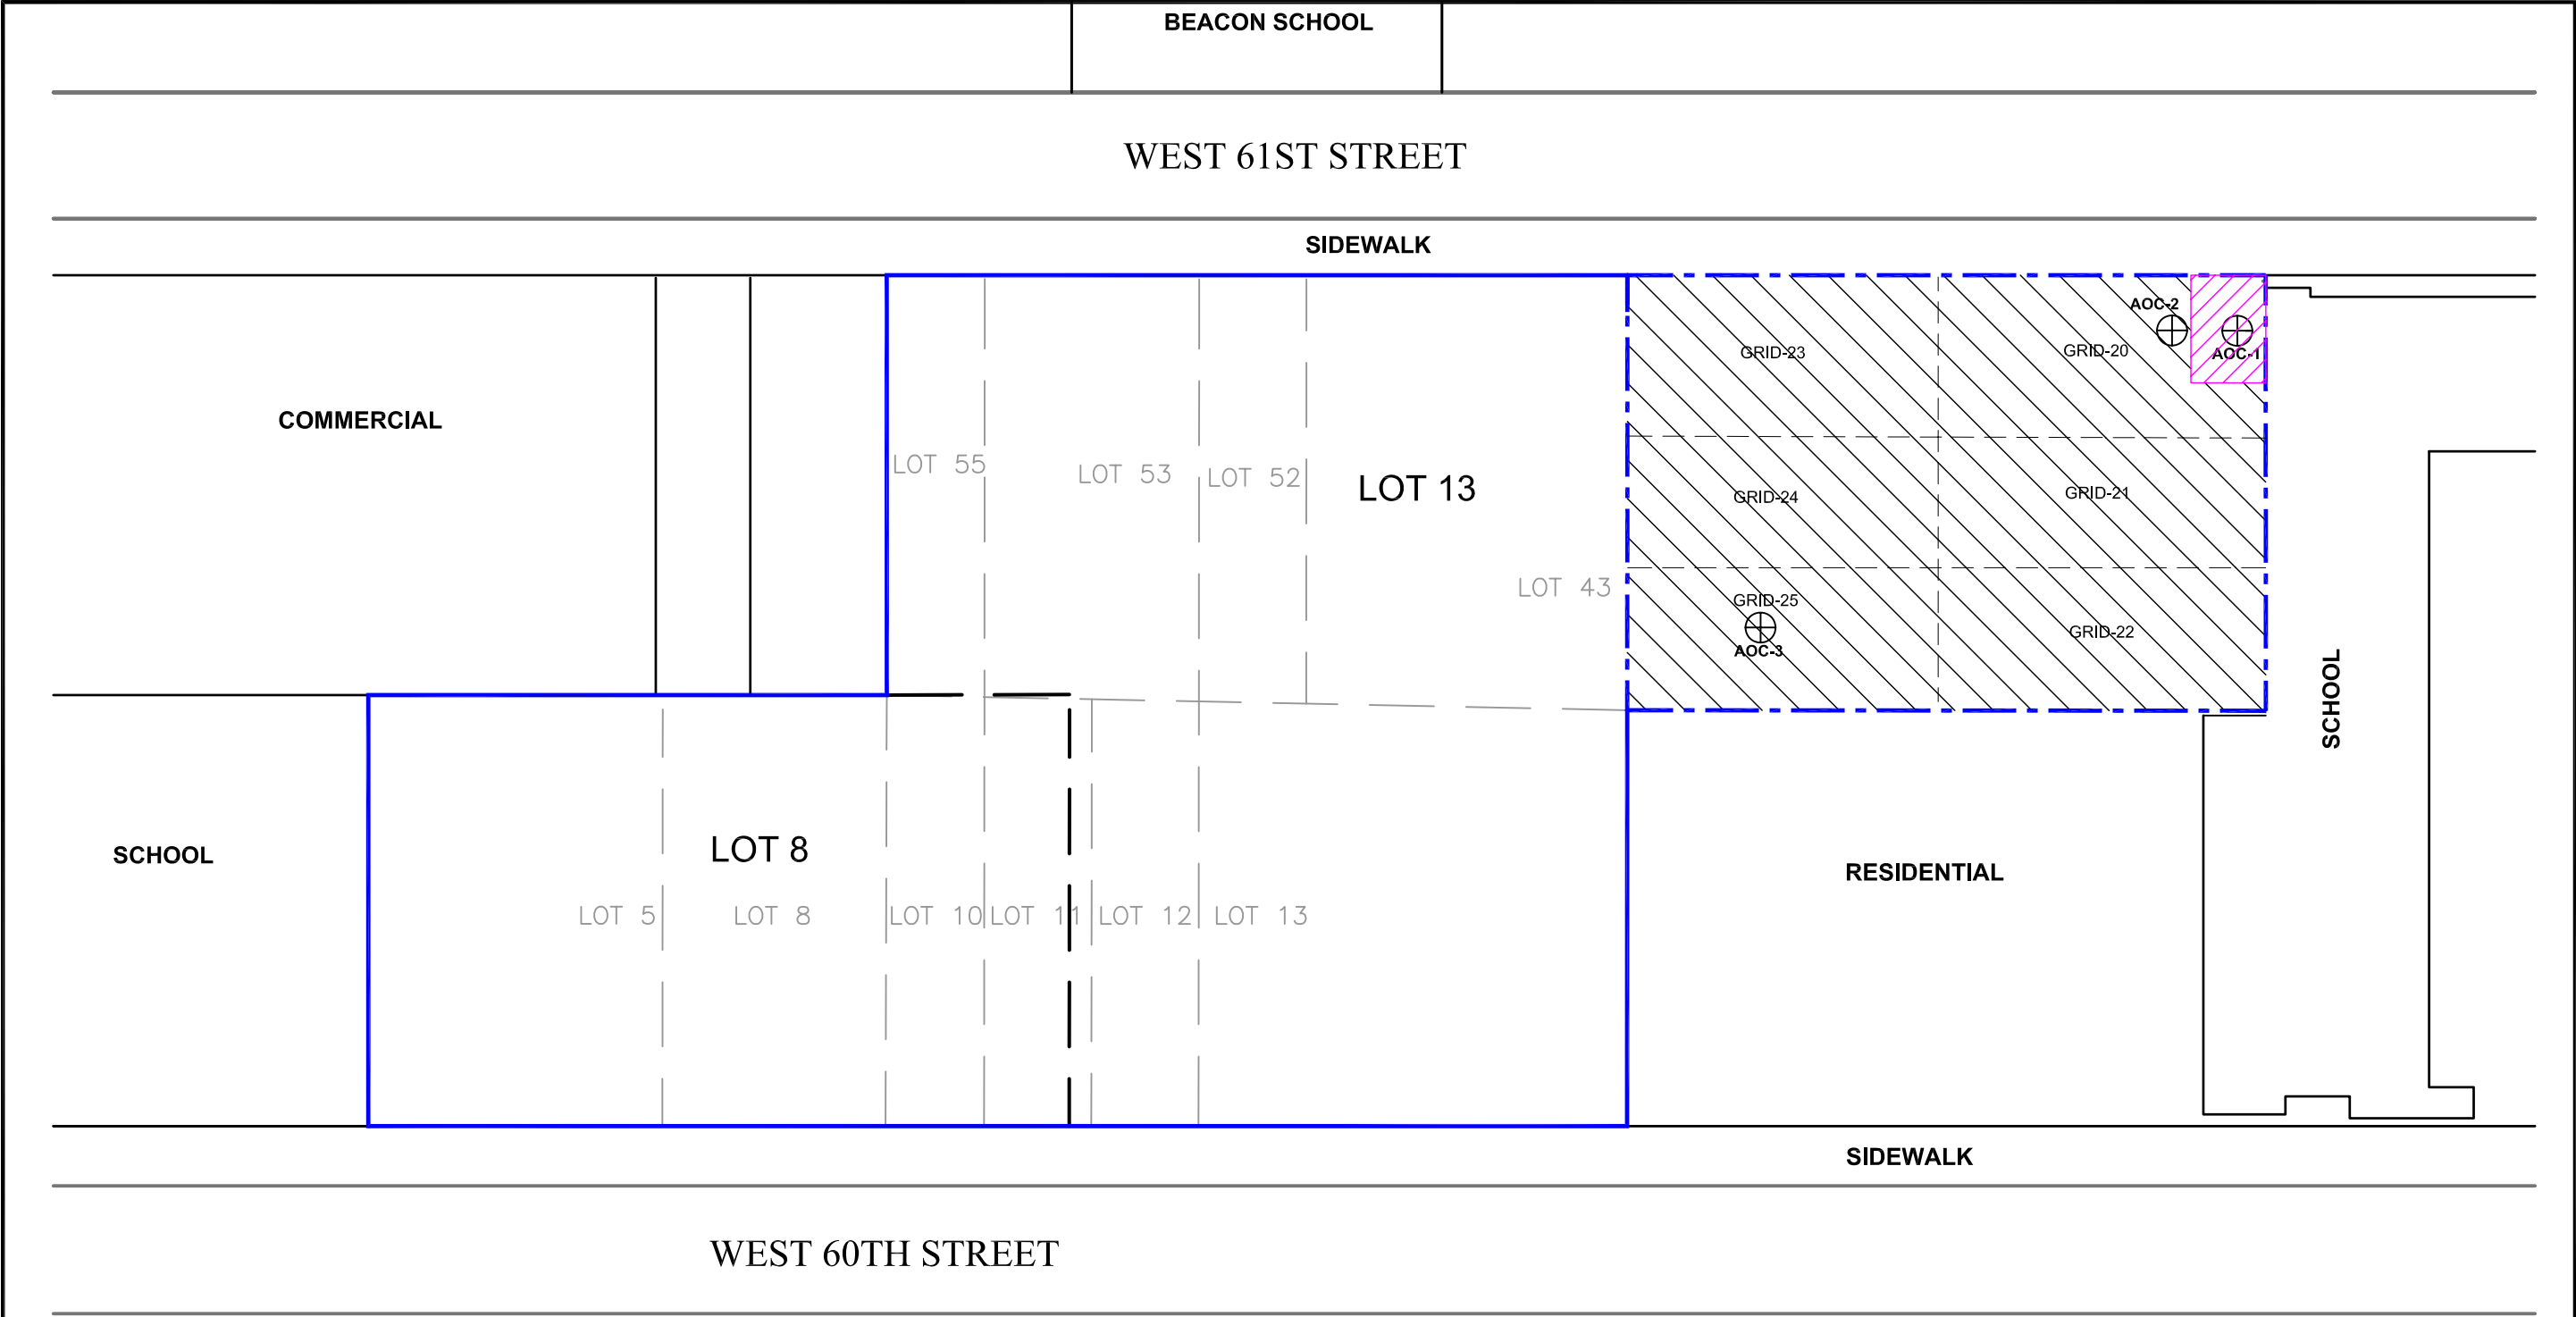 BEACON SCHOOL
WEST 61ST STREET
SIDEWALK
AOC-2
GRID-23
GRID-20
AOC-1
COMMERCIAL
LOT 55
LOT 53
LOT 52
LOT 13
GRID-24
GRID-21
LOT 43
GRID-25
AOC-3
GRID-22
SCHOOL
SCHOOL
LOT 8
RESIDENTIAL
LOT 5
LOT 8
LOT 10
LOT 11
LOT 12
LOT 13
SIDEWALK
WEST 60TH STREET